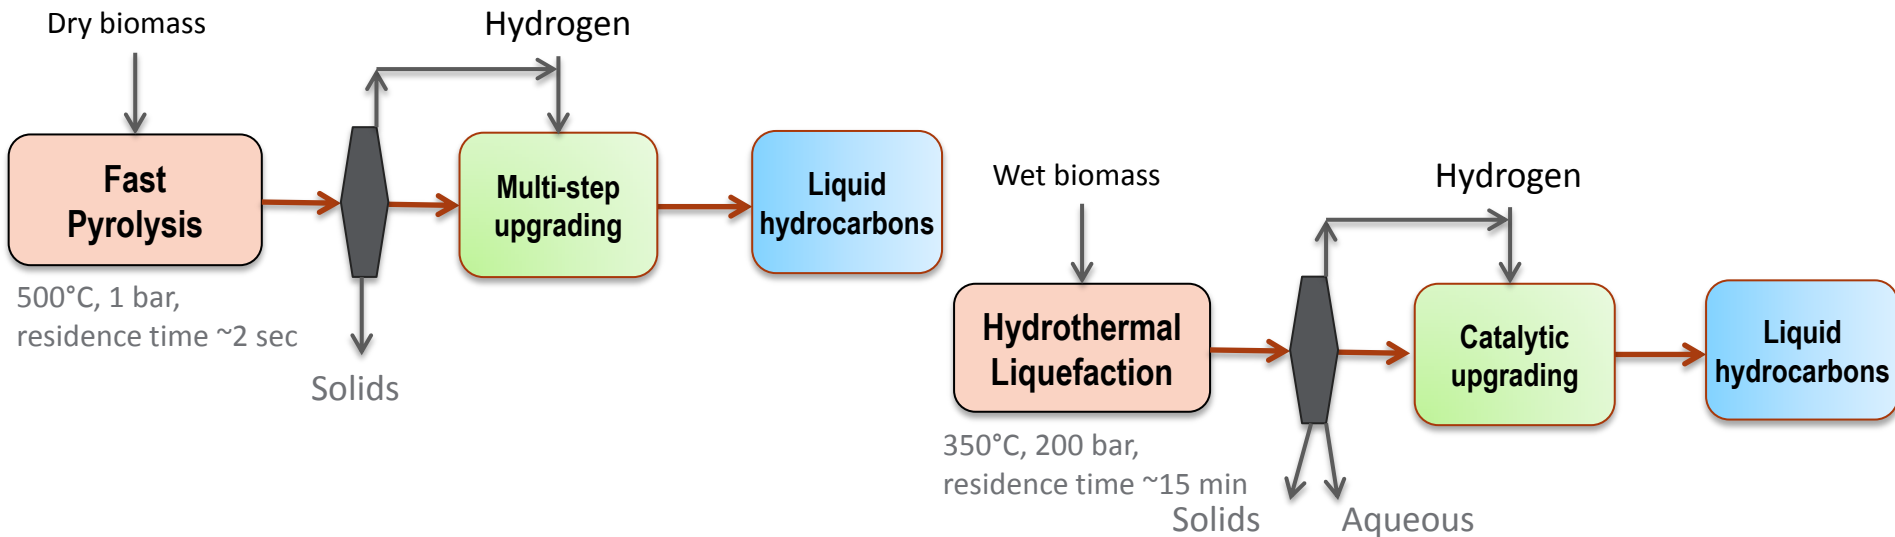 Dry biomass
Hydrogen
Fast
Pyrolysis
Multi-step
upgrading
Liquid
hydrocarbons
500°C, 1 bar,
residence time ~2 sec
Solids
Wet biomass
Hydrogen
Hydrothermal
Liquefaction
Catalytic
upgrading
Liquid
hydrocarbons
350°C, 200 bar,
residence time ~15 min
Solids
Aqueous